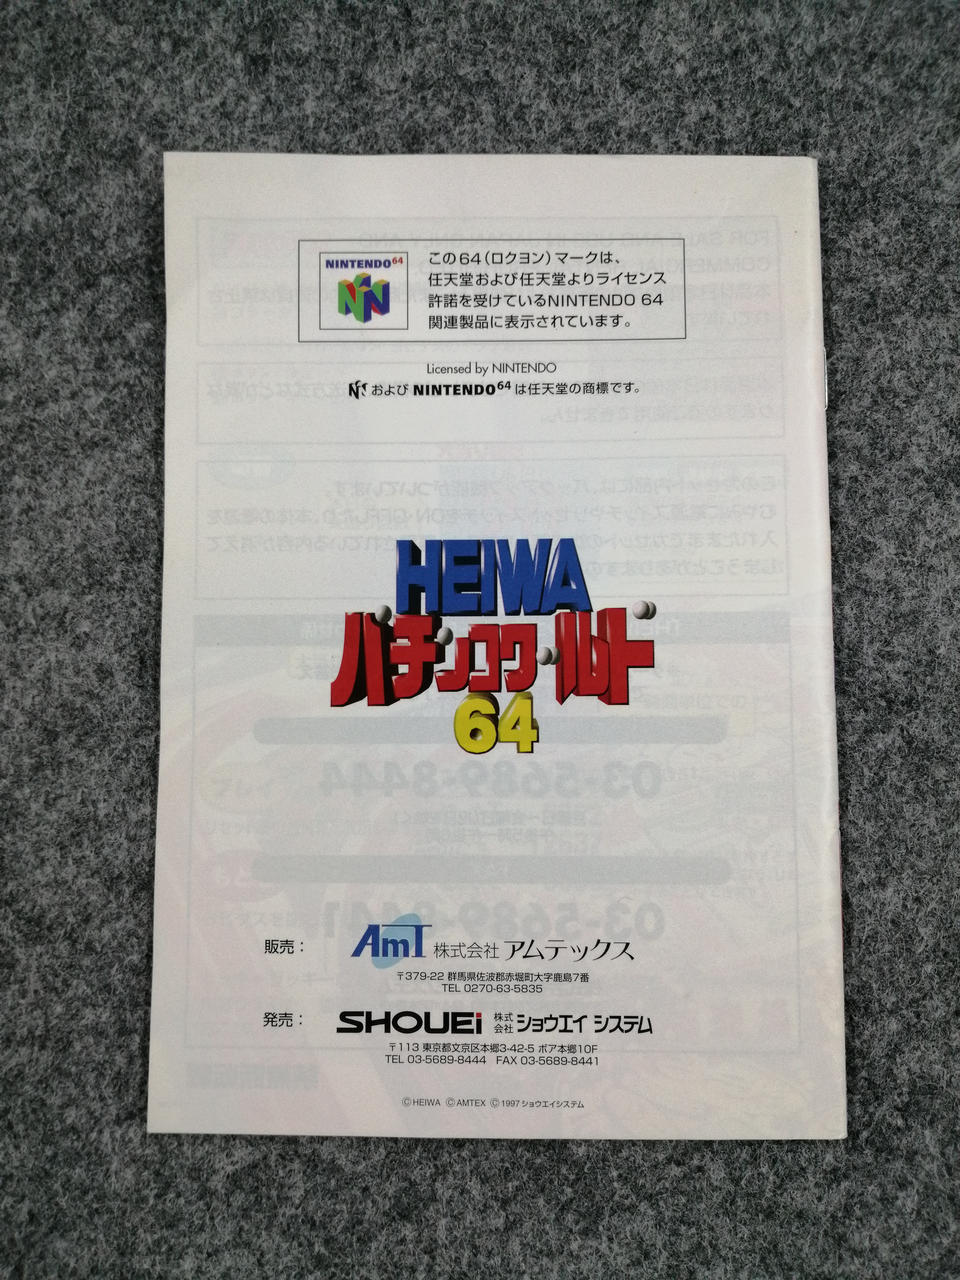 NINTENDO64
この64（ロクヨン）マークは、
任天堂および任天堂よりライセンス
許諾を受けているNINTENDO 64
関連製品に表示されています。
Licensed by NINTENDO
および NINTENDO64 は任天堂の商標です。
HEIWA
パチンコワールド
64
販売： AmT 株式会社 アムテックス
〒379-22 群馬県佐波郡赤堀町大字鹿島7番
TEL 0270-63-5835
発売： SHOUEi 株式会社 ショウエイ システム
〒113 東京都文京区本郷3-42-5 ボア本郷10F
TEL 03-5689-8444 FAX 03-5689-8441
©HEIWA ©AMTEX ©1997 ショウエイシステム